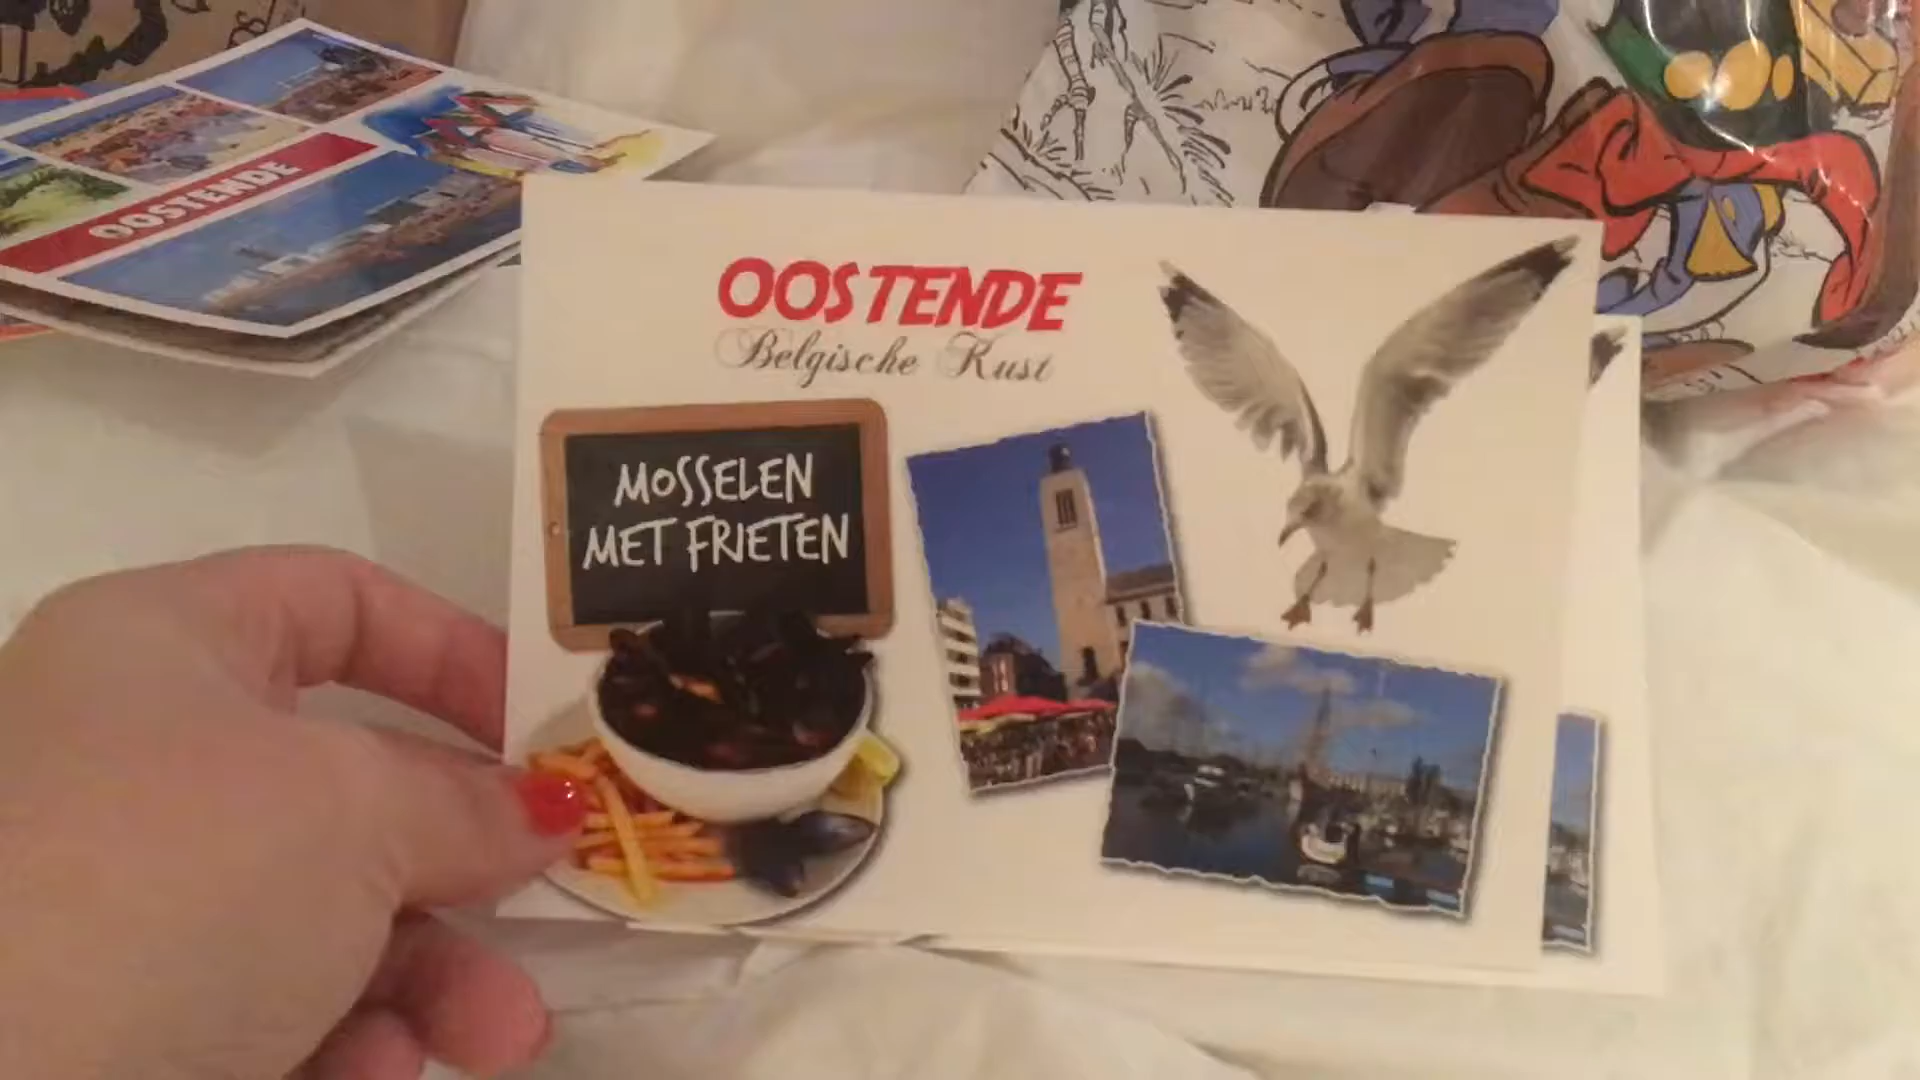 OOSTENDE
OOSTENDE
Belgische Kust
MOSSELEN
MET FRIETEN